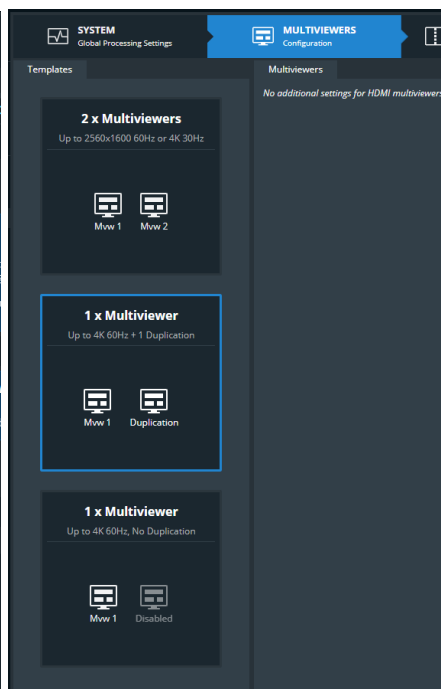 SYSTEM
Global Processing Settings
MULTIVIEWERS
Configuration
Templates
Multiviewers
No additional settings for HDMI multiviewers
2 x Multiviewers
Up to 2560x1600 60Hz or 4K 30Hz
Mvw 1
Mvw 2
1 x Multiviewer
Up to 4K 60Hz + 1 Duplication
Mvw 1
Duplication
1 x Multiviewer
Up to 4K 60Hz, No Duplication
Mvw 1
Disabled